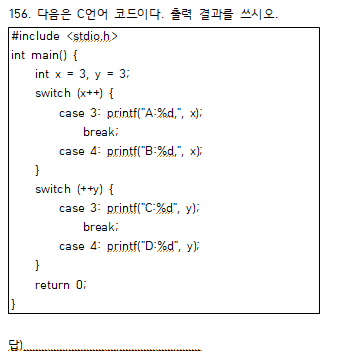 156. 다음은 C언어 코드이다. 출력 결과를 쓰시오.
#include <stdio.h>
int main() {
int x = 3, y = 3;
switch (x++) {
case 3: printf("A:%d,", x);
break;
case 4: printf("B:%d,", x);
}
switch (++y) {
case 3: printf("C:%d", y);
break;
case 4: printf("D:%d", y);
}
return 0;
}
답)